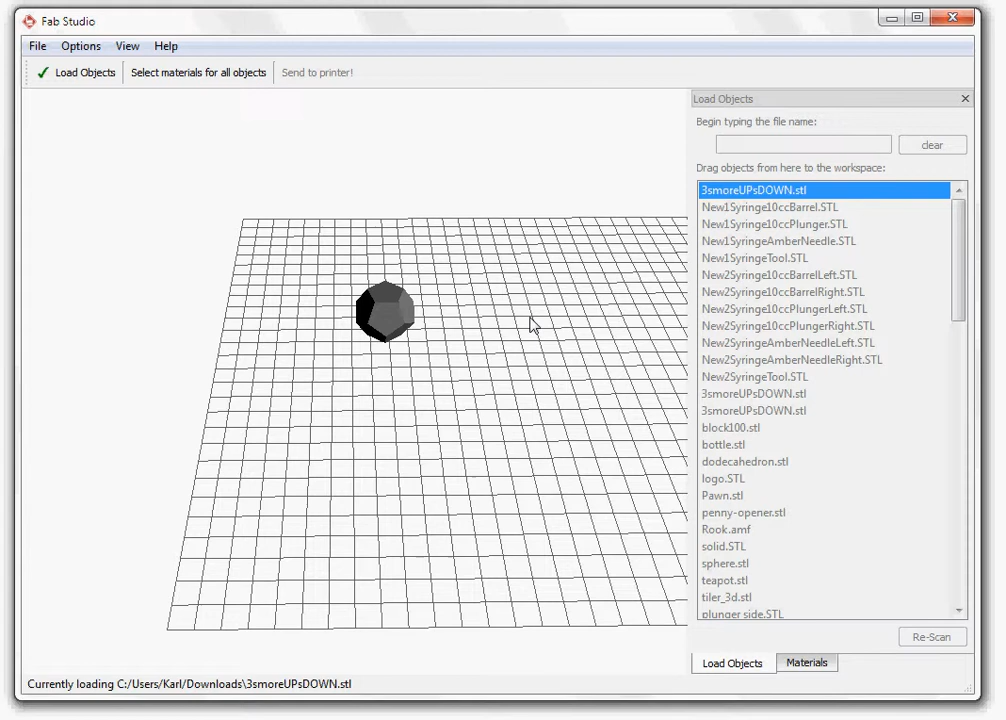 Fab Studio
File Options View Help
Load Objects Select materials for all objects Send to printer!
Load Objects
Begin typing the file name:
clear
Drag objects from here to the workspace:
3smoreUPsDOWN.stl
New1Syringe10ccBarrel.STL
New1Syringe10ccPlunger.STL
New1SyringeAmberNeedle.STL
New1SyringeTool.STL
New2Syringe10ccBarrelLeft.STL
New2Syringe10ccBarrelRight.STL
New2Syringe10ccPlungerLeft.STL
New2Syringe10ccPlungerRight.STL
New2SyringeAmberNeedleLeft.STL
New2SyringeAmberNeedleRight.STL
New2SyringeTool.STL
3smoreUPsDOWN.stl
3smoreUPsDOWN.stl
block100.stl
bottle.stl
dodecahedron.stl
logo.STL
Pawn.stl
penny-opener.stl
Rook.amf
solid.STL
sphere.stl
teapot.stl
tiler_3d.stl
plunger side.STL
Re-Scan
Load Objects Materials
Currently loading C:/Users/Karl/Downloads\3smoreUPsDOWN.stl